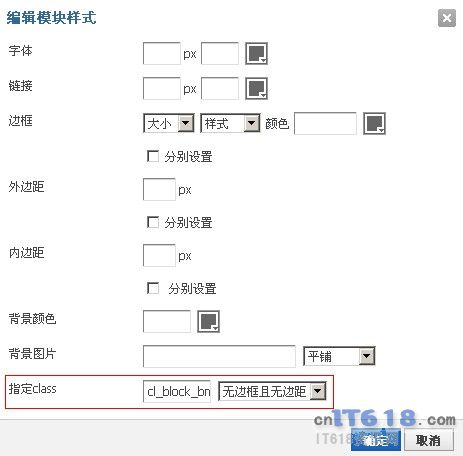 编辑模块样式
字体 px
链接 px
边框 大小 样式 颜色
分别设置
外边距 px
分别设置
内边距 px
分别设置
背景颜色
背景图片 平铺
指定class cl_block_bn 无边框且无边距
cnIT618.com
确定 取消